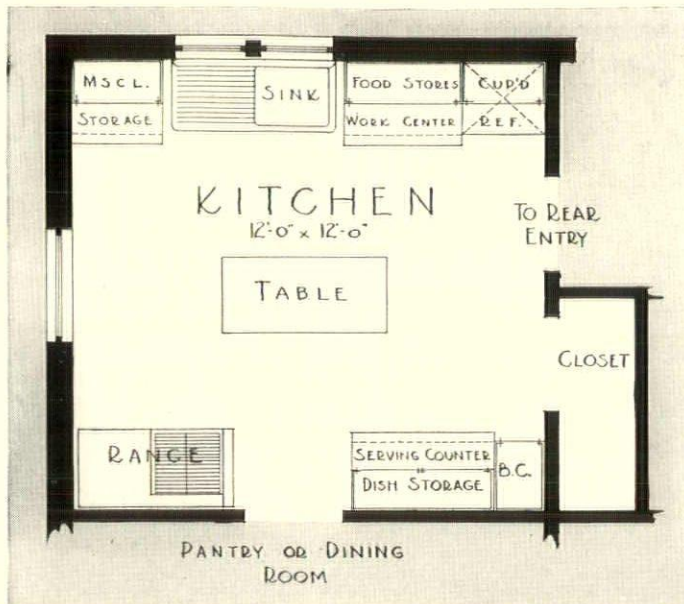 MSCL.
STORAGE
SINK
FOOD STORES
WORK CENTER
CUP'D
REF.
KITCHEN
12'-0" x 12'-0"
TO REAR
ENTRY
TABLE
CLOSET
RANGE
SERVING COUNTER
DISH STORAGE
B.C.
PANTRY OR DINING
ROOM